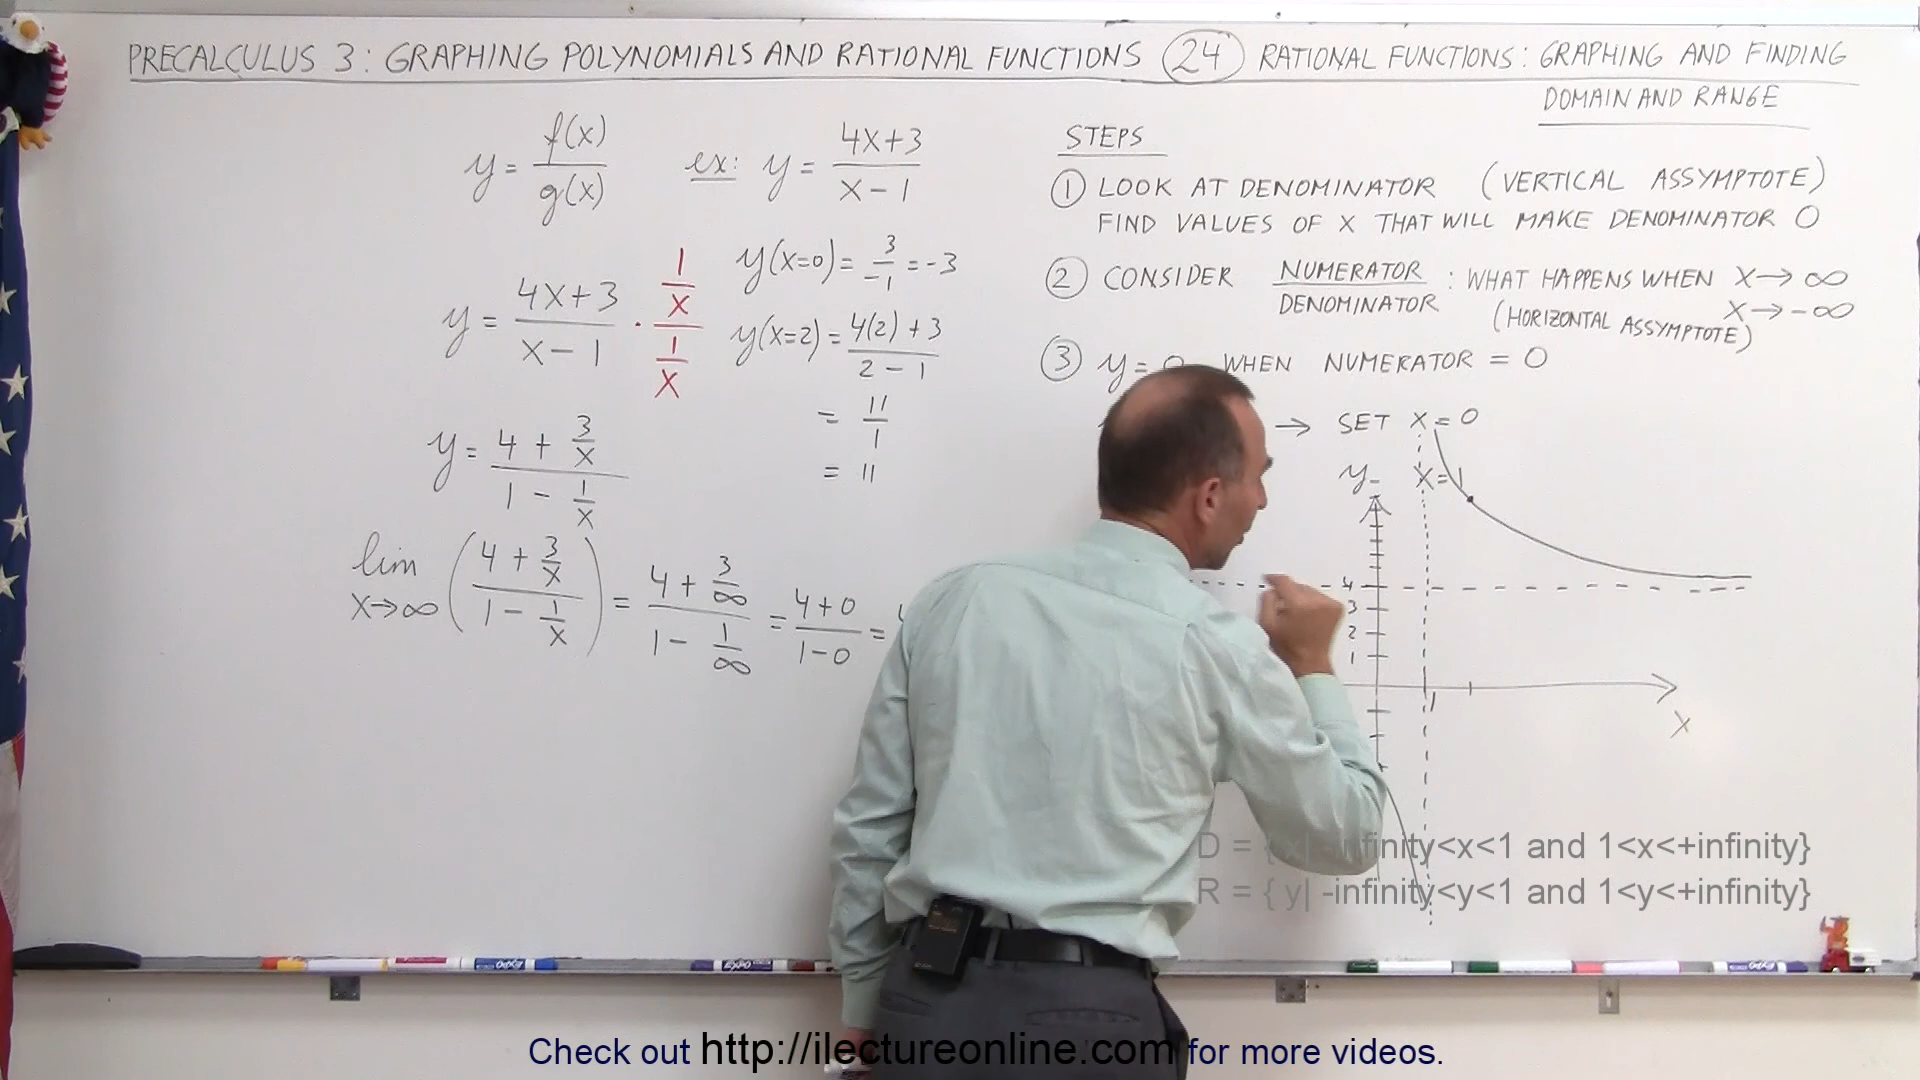 PRECALCULUS 3: GRAPHING POLYNOMIALS AND RATIONAL FUNCTIONS 24 RATIONAL FUNCTIONS: GRAPHING AND FINDING
DOMAIN AND RANGE
y = f(x)/g(x)
ex: y = 4x+3/x-1
y = 4x+3/x-1 · 1/x/1/x
y(x=0) = 3/-1 = -3
y(x=2) = 4(2)+3/2-1
= 11/1
= 11
y = 4 + 3/x/1 - 1/x
lim x→∞ (4 + 3/x/1 - 1/x) = 4 + 3/∞/1 - 1/∞ = 4+0/1-0 =
STEPS
1 LOOK AT DENOMINATOR (VERTICAL ASSYMPTOTE)
FIND VALUES OF X THAT WILL MAKE DENOMINATOR 0
2 CONSIDER NUMERATOR/DENOMINATOR : WHAT HAPPENS WHEN X→∞
X→-∞
(HORIZONTAL ASSYMPTOTE)
3 y = 0 WHEN NUMERATOR = 0
→ SET X = 0
y
X=1
4
3
2
1
1
X
D = { x| -infinity<x<1 and 1<x<+infinity}
R = { y| -infinity<y<1 and 1<y<+infinity}
EXPO
EXPO
EXPO
Check out http://ilectureonline.com for more videos.